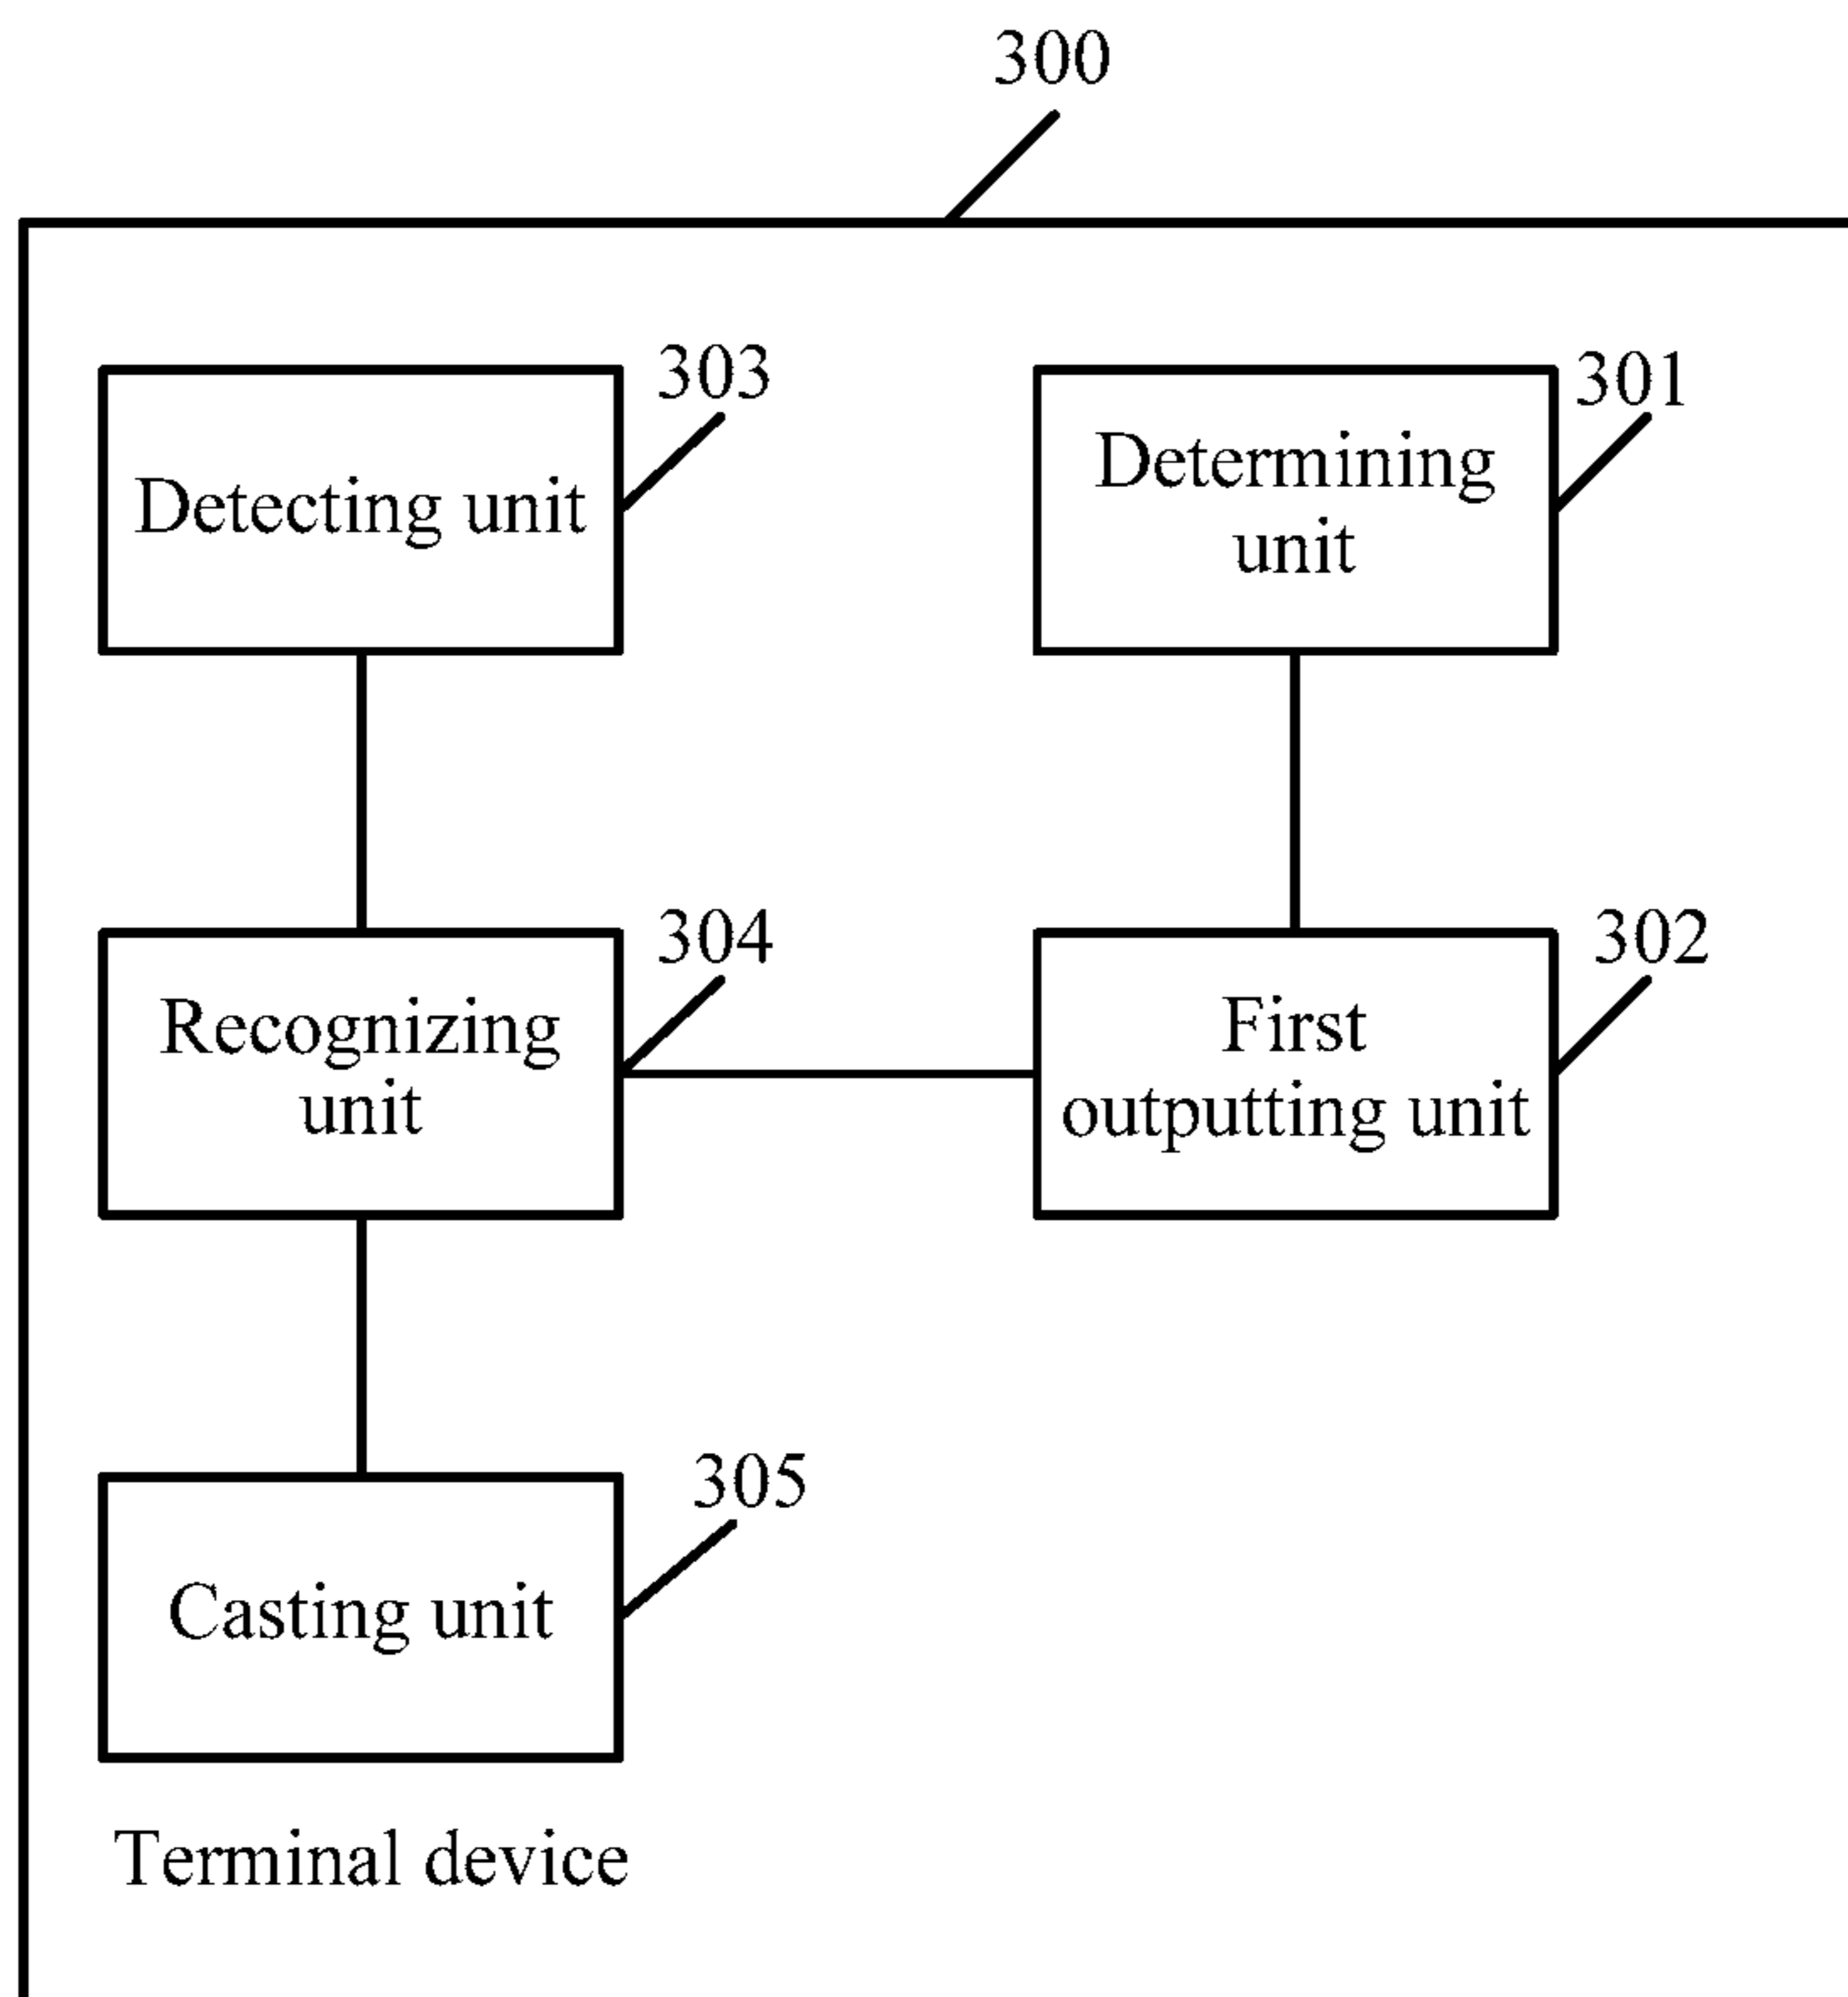 300
303
301
Detecting unit
Determining
unit
304
302
Recognizing
unit
First
outputting unit
305
Casting unit
Terminal device